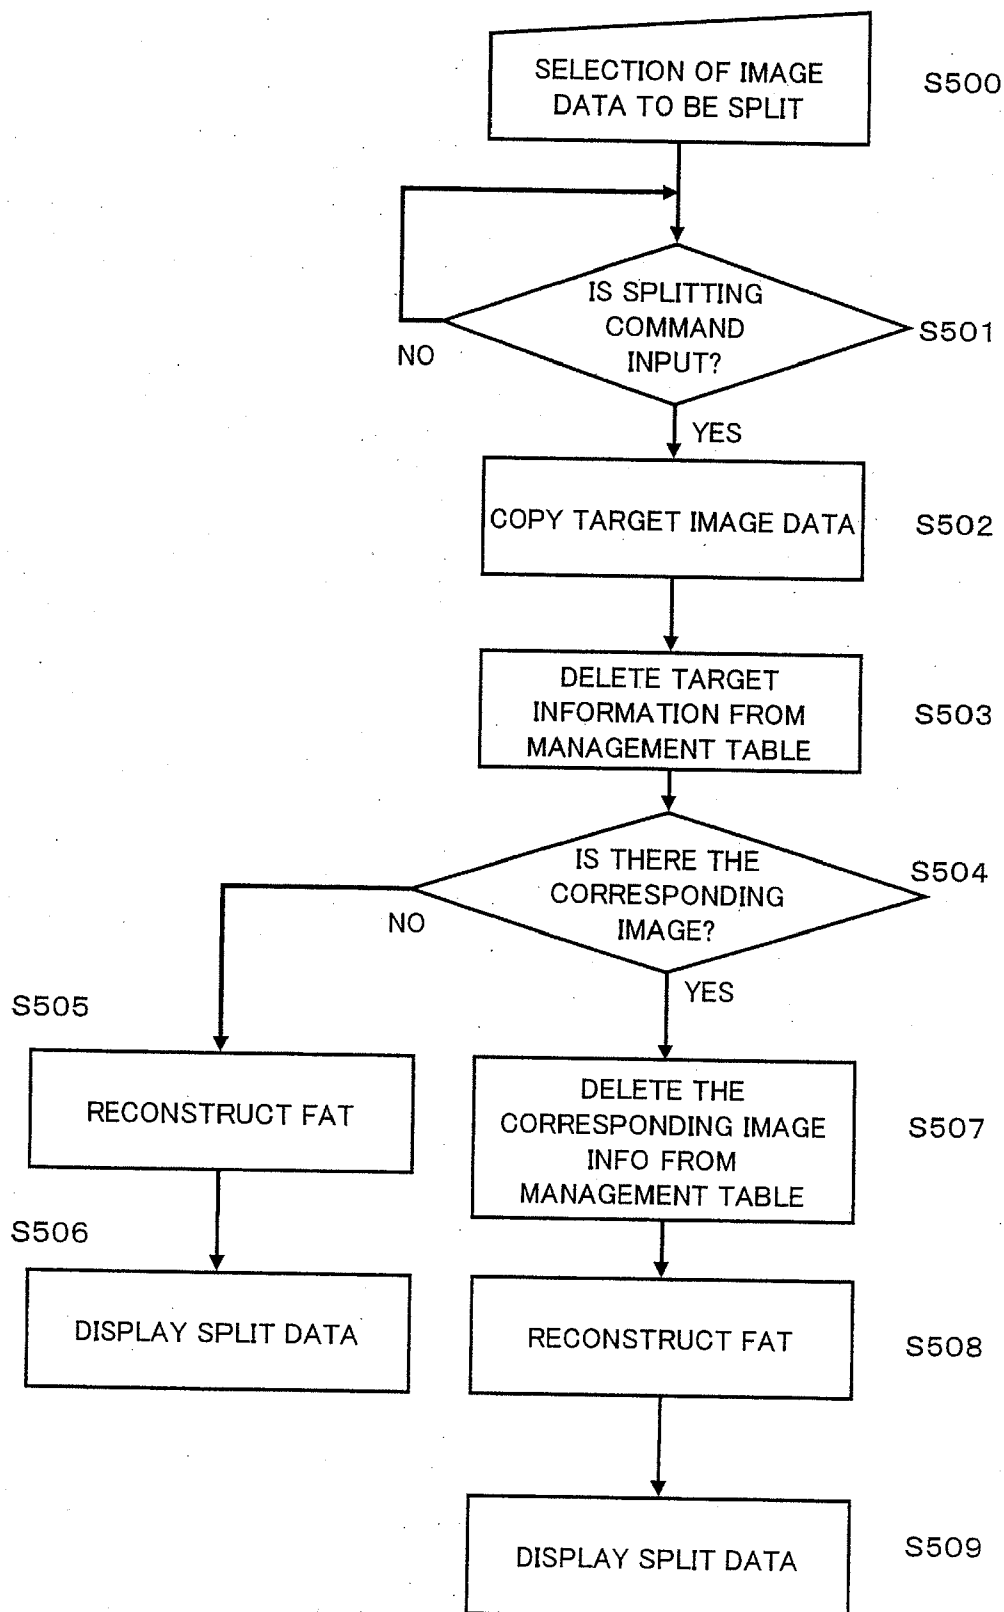 SELECTION OF IMAGE
DATA TO BE SPLIT
S500
IS SPLITTING
COMMAND
INPUT?
S501
NO
YES
COPY TARGET IMAGE DATA
S502
DELETE TARGET
INFORMATION FROM
MANAGEMENT TABLE
S503
IS THERE THE
CORRESPONDING
IMAGE?
S504
NO
YES
S505
RECONSTRUCT FAT
DELETE THE
CORRESPONDING IMAGE
INFO FROM
MANAGEMENT TABLE
S507
S506
DISPLAY SPLIT DATA
RECONSTRUCT FAT
S508
DISPLAY SPLIT DATA
S509